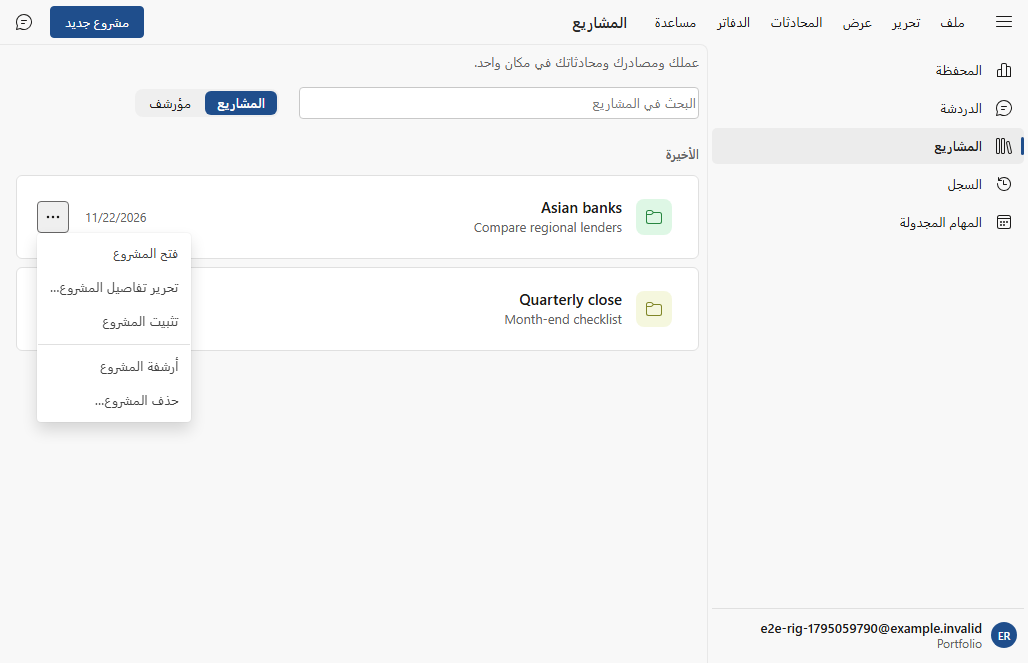 ملف
تحرير
عرض
المحادثات
الدفاتر
مساعدة
المشاريع
مشروع جديد
المحفظة
الدردشة
المشاريع
السجل
المهام المجدولة
عملك ومصادرك ومحادثاتك في مكان واحد.
البحث في المشاريع
المشاريع
مؤرشف
الأخيرة
Asian banks
Compare regional lenders
11/22/2026
فتح المشروع
تحرير تفاصيل المشروع...
تثبيت المشروع
أرشفة المشروع
حذف المشروع...
Quarterly close
Month-end checklist
e2e-rig-1795059790@example.invalid
Portfolio
ER